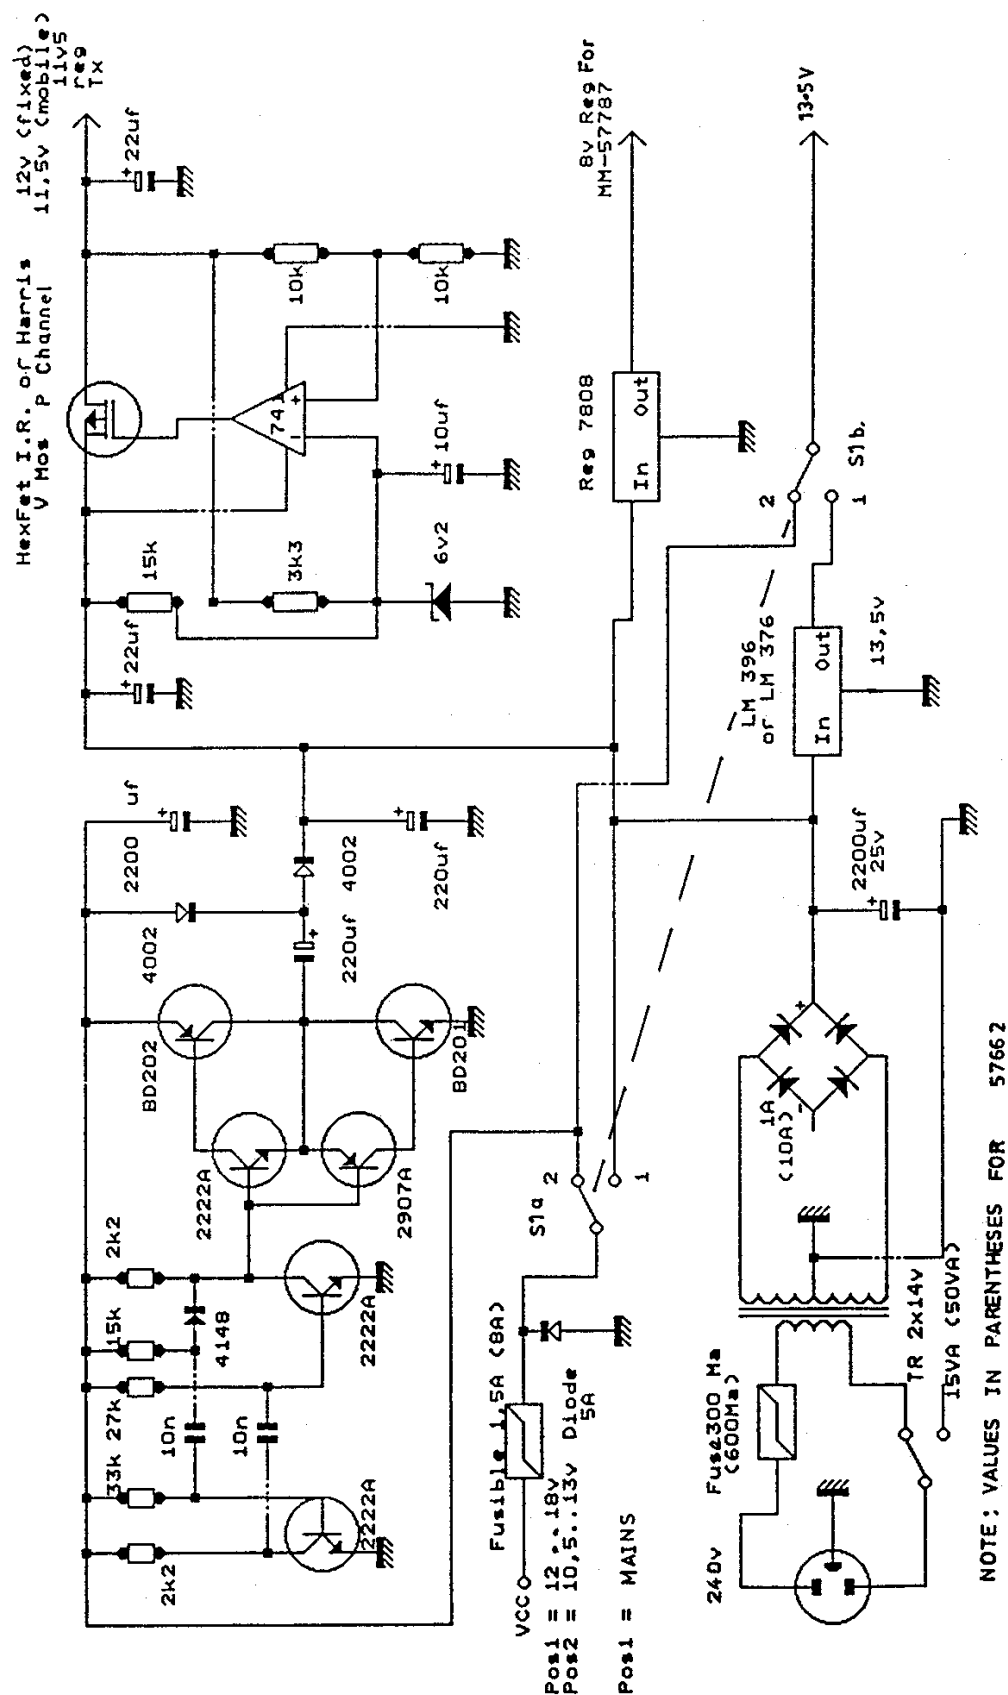 HexFet I.R. or Harris
V Mos P Channel
12v (fixed)
11,5v (mobile)
11v5
reg
Tx
22uf
+
22uf
+
15k
3k3
6v2
10uf
+
741
-
+
10k
10k
2k2
33k
27k
15k
2k2
10n
10n
4148
2222A
2222A
2222A
2907A
BD202
BD201
4002
220uf
+
4002
2200 uf
+
220uf
+
Fusible 1,5A (8A)
VCC
Diode
5A
Pos1 = 12..18v
Pos2 = 10,5..13v
Pos1 = MAINS
S1a
2
1
Reg 7808
In Out
8v Reg For
MM-57787
LM 396
or LM 376
In Out
13,5v
2
1
S1b.
13.5V
2200uf
25v
+
1A
(10A)
+
-
240v
Fuse300 Ma
(600Ma)
TR 2x14v
15VA (50VA)
NOTE: VALUES IN PARENTHESES FOR 57662